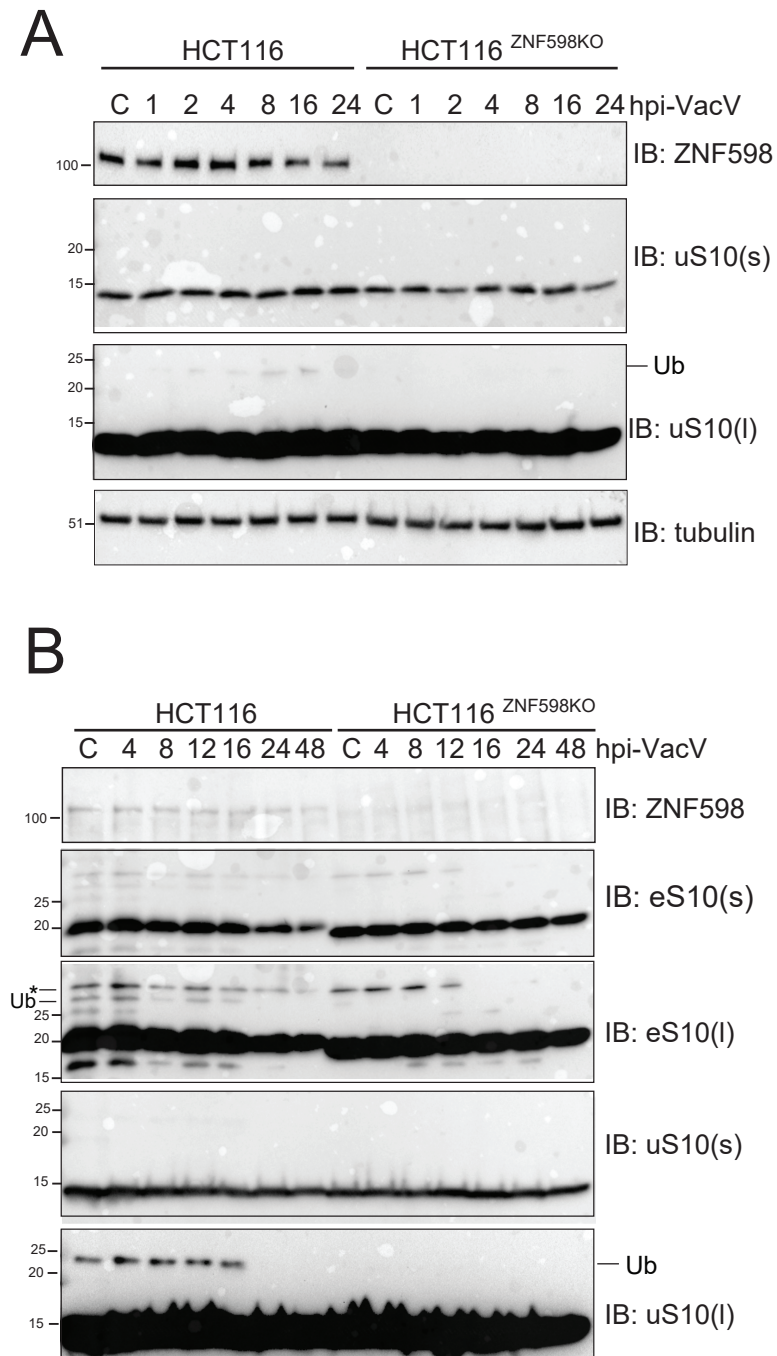 A
HCT116 HCT116 ZNF598KO
C 1 2 4 8 16 24 C 1 2 4 8 16 24 hpi-VacV
100 IB: ZNF598
20
15 IB: uS10(s)
25 Ub
20
15 IB: uS10(l)
51 IB: tubulin
B
HCT116 HCT116 ZNF598KO
C 4 8 12 16 24 48 C 4 8 12 16 24 48 hpi-VacV
100 IB: ZNF598
25 IB: eS10(s)
20
*
Ub
25
20 IB: eS10(l)
15
25
20 IB: uS10(s)
15
25 Ub
20
15 IB: uS10(l)